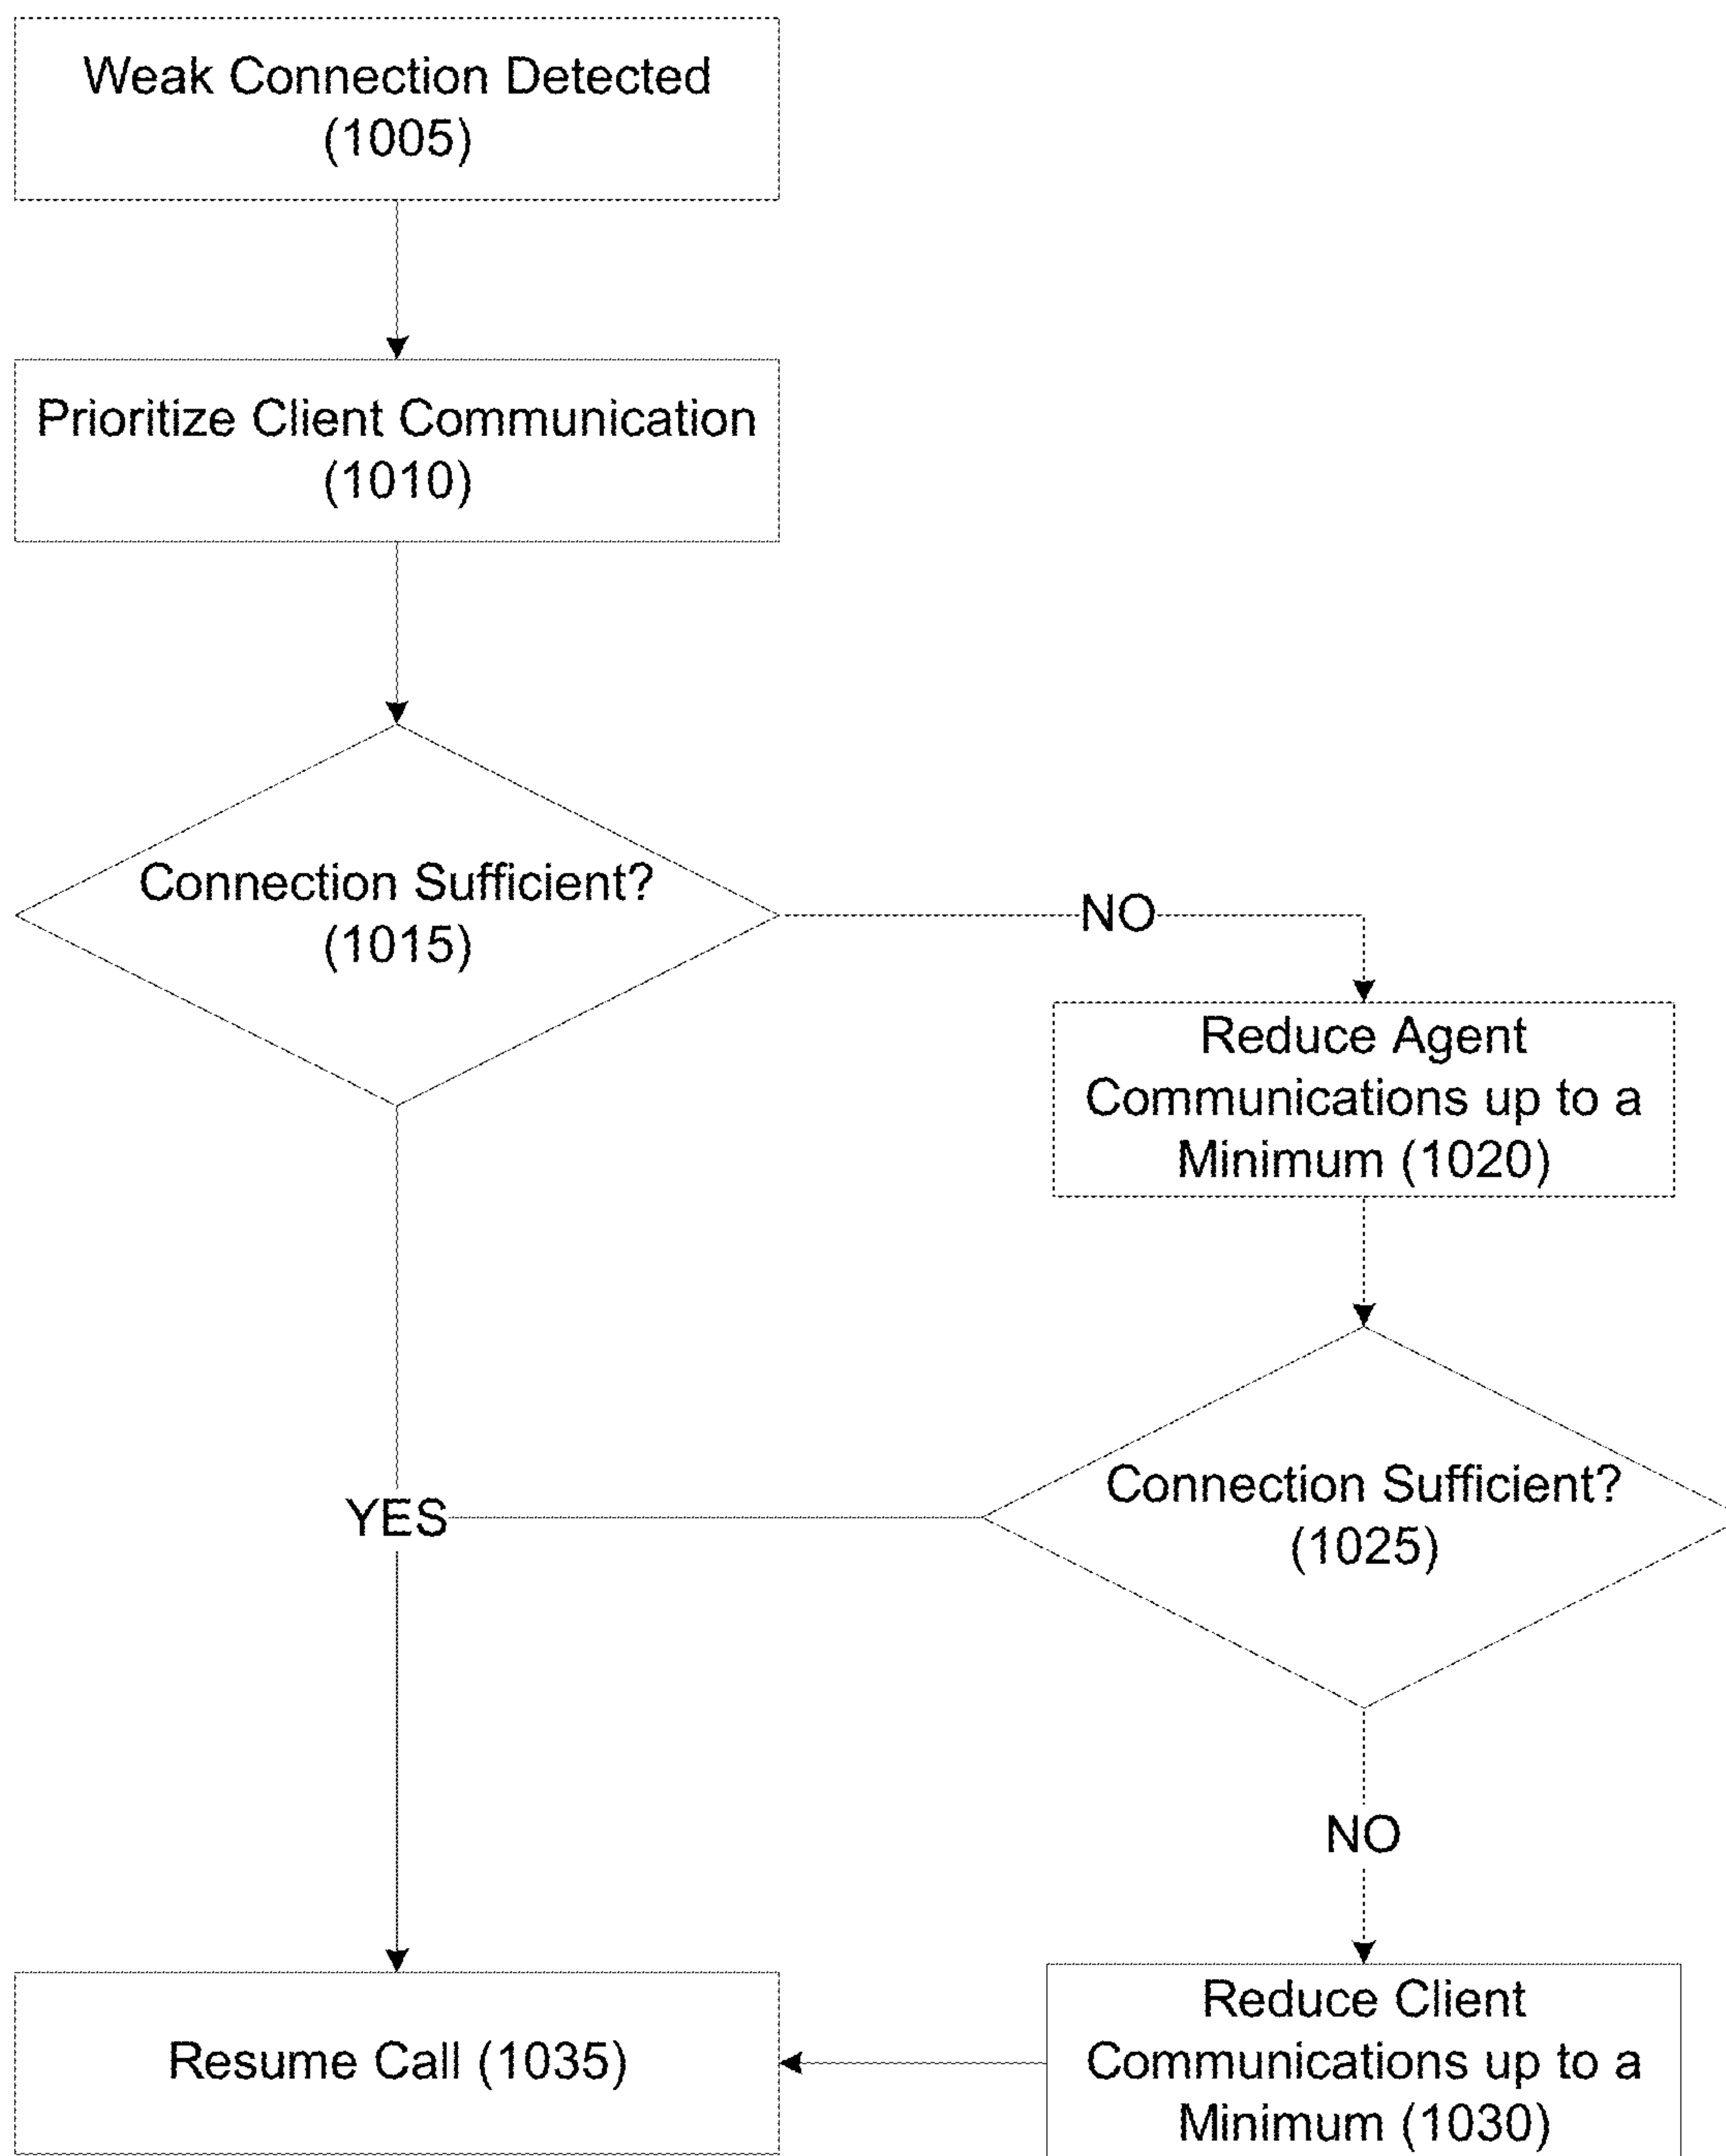 Weak Connection Detected
(1005)
Prioritize Client Communication
(1010)
Connection Sufficient?
(1015)
NO
Reduce Agent
Communications up to a
Minimum (1020)
Connection Sufficient?
(1025)
YES
NO
Reduce Client
Communications up to a
Minimum (1030)
Resume Call (1035)